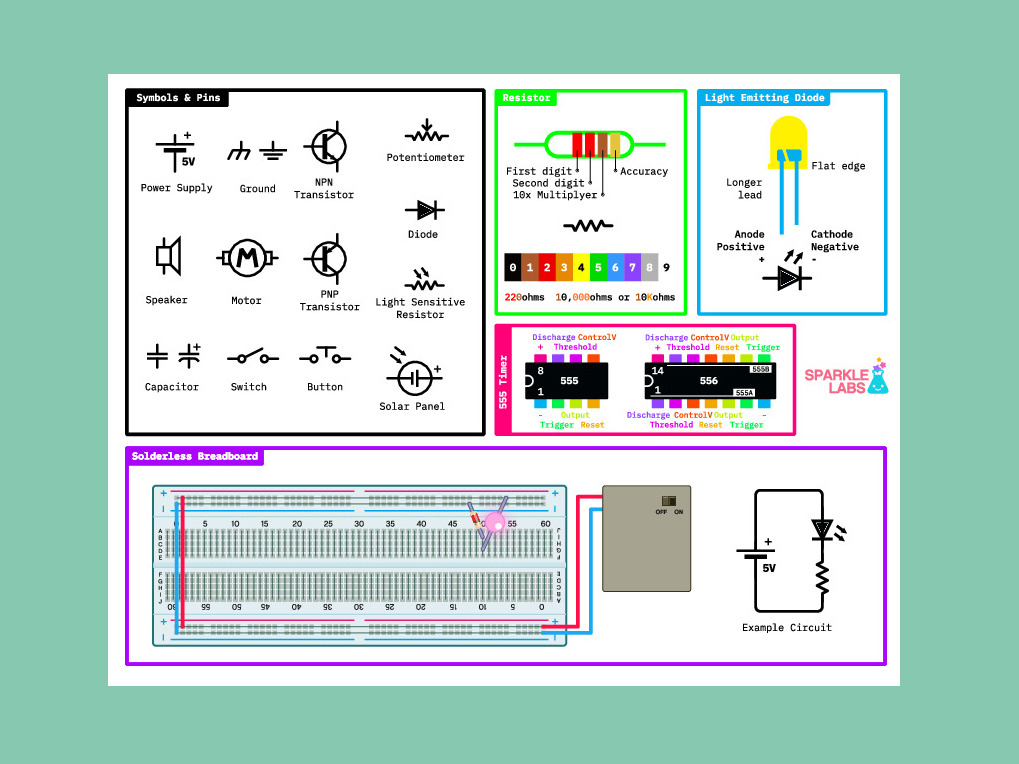 Symbols & Pins
+
5V
Power Supply
Ground
NPN
Transistor
Potentiometer
Diode
Speaker
M
Motor
PNP
Transistor
Light Sensitive
Resistor
+
Capacitor
Switch
Button
+
Solar Panel
Resistor
First digit
Second digit
10x Multiplyer
Accuracy
0 1 2 3 4 5 6 7 8 9
220ohms 10,000ohms or 10Kohms
Light Emitting Diode
Flat edge
Longer
lead
Anode
Positive
+
Cathode
Negative
-
555 Timer
Discharge ControlV
+ Threshold
8
555
1
- Output
Trigger Reset
Discharge ControlV Output
+ Threshold Reset Trigger
14
555B
556
1
555A
Discharge ControlV Output -
Threshold Reset Trigger
SPARKLE
LABS
Solderless Breadboard
+ +
- -
0 5 10 15 20 25 30 35 40 45 50 55 60
A J
B I
C H
D G
E F
F E
G D
H C
I B
J A
60 55 50 45 40 35 30 25 20 15 10 5 0
+ +
- -
OFF ON
+
5V
Example Circuit